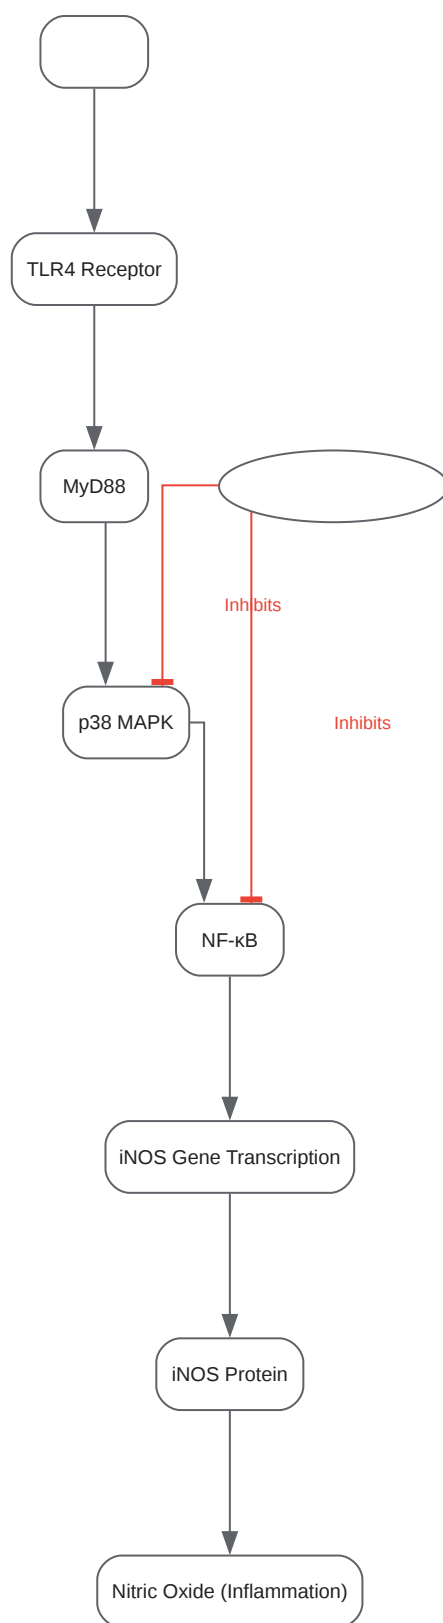 TLR4 Receptor
MyD88
Inhibits
p38 MAPK
Inhibits
NF-κB
iNOS Gene Transcription
iNOS Protein
Nitric Oxide (Inflammation)